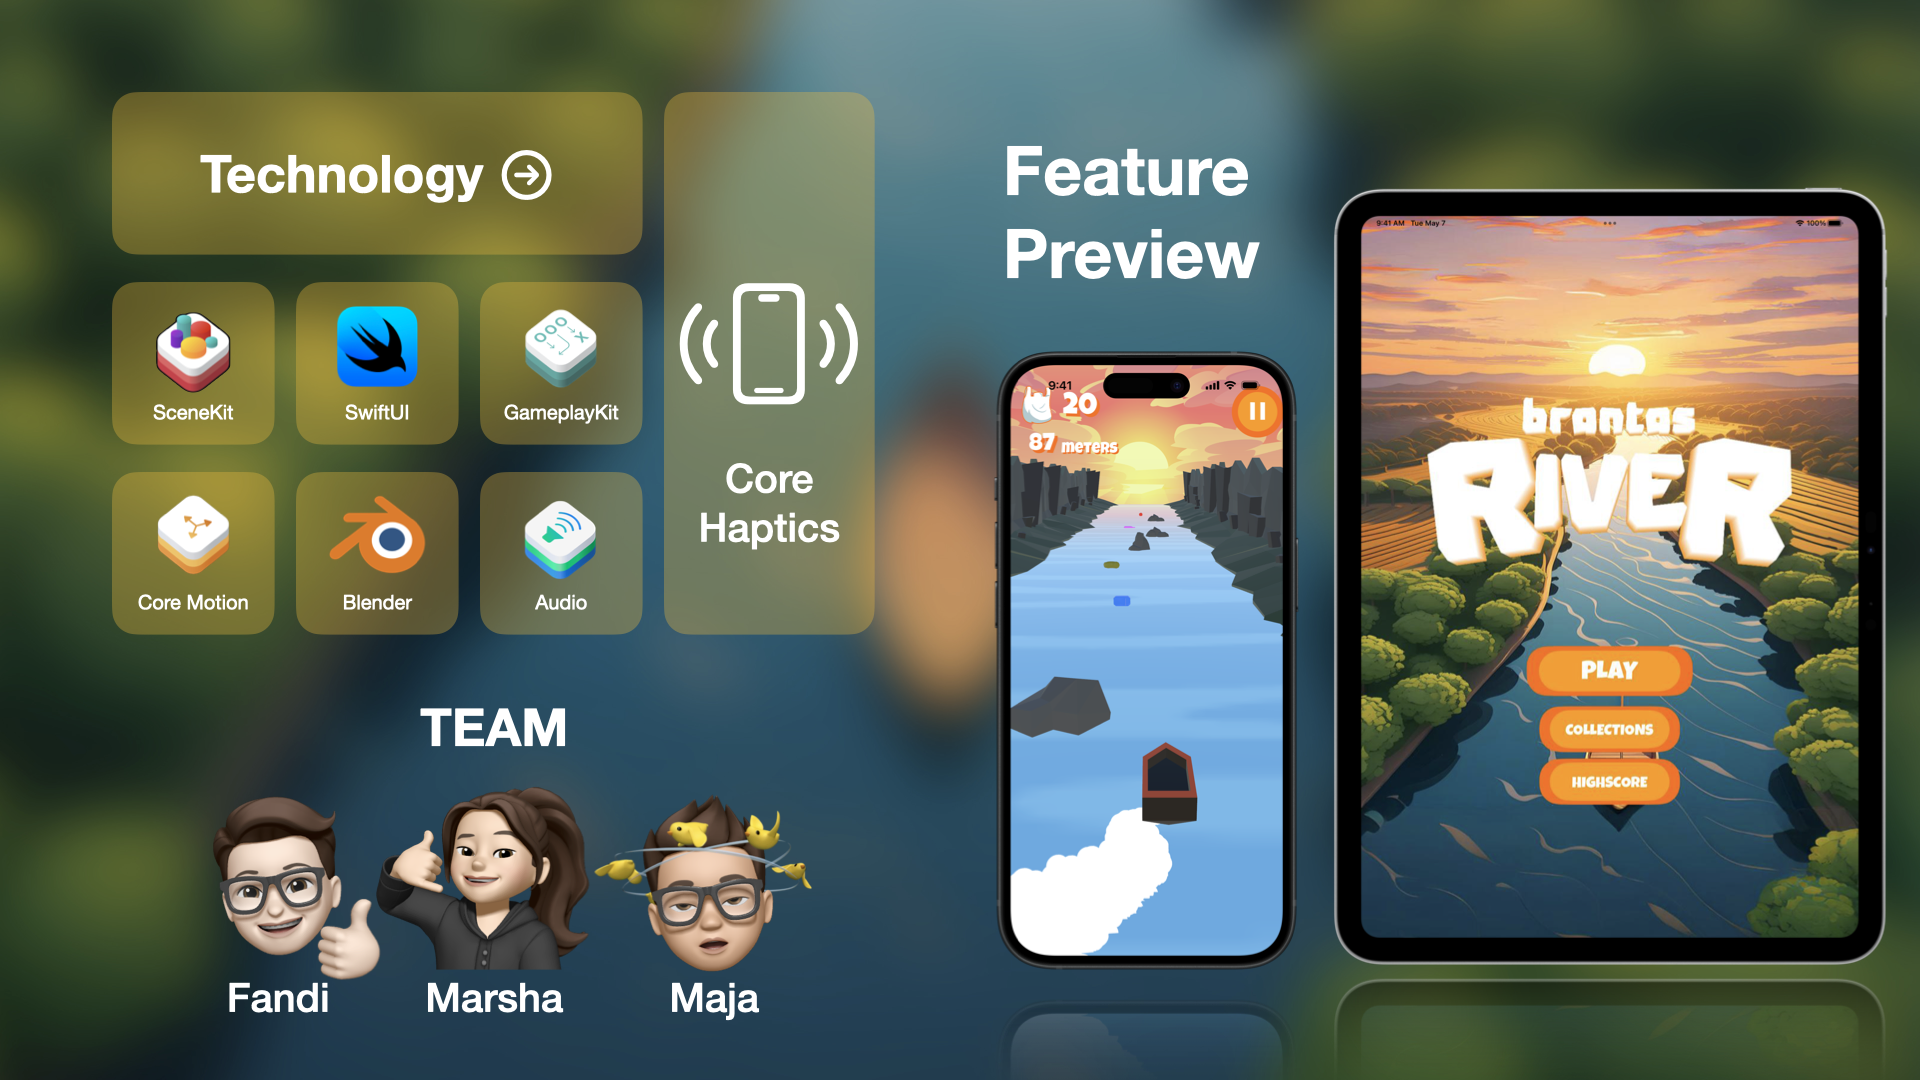 Technology
SceneKit
SwiftUI
GameplayKit
Core Motion
Blender
Audio
Core
Haptics
TEAM
Fandi
Marsha
Maja
Feature
Preview
9:41
20
87 METERS
9:41 AM Tue May 7
100%
brantas
RIVER
PLAY
COLLECTIONS
HIGHSCORE